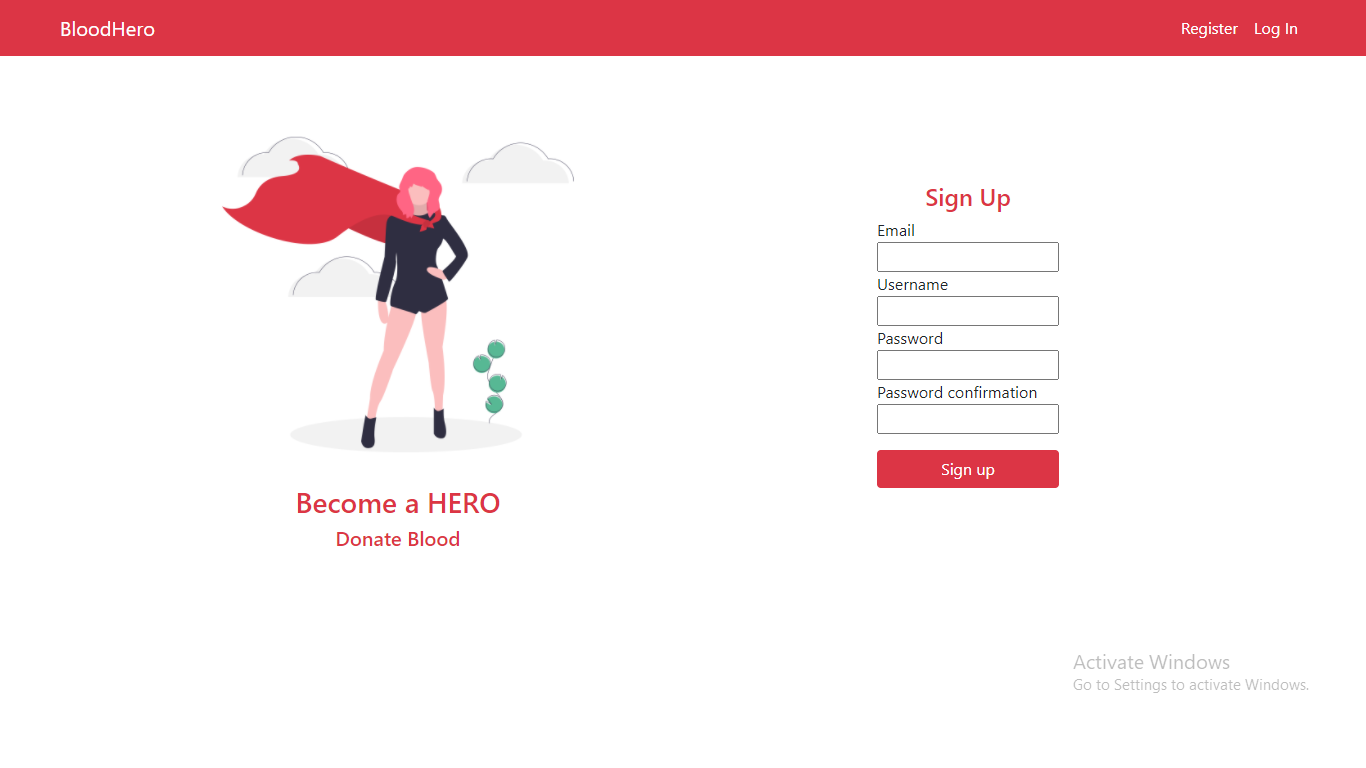 BloodHero
Register Log In
Become a HERO
Donate Blood
Sign Up
Email
Username
Password
Password confirmation
Sign up
Activate Windows
Go to Settings to activate Windows.